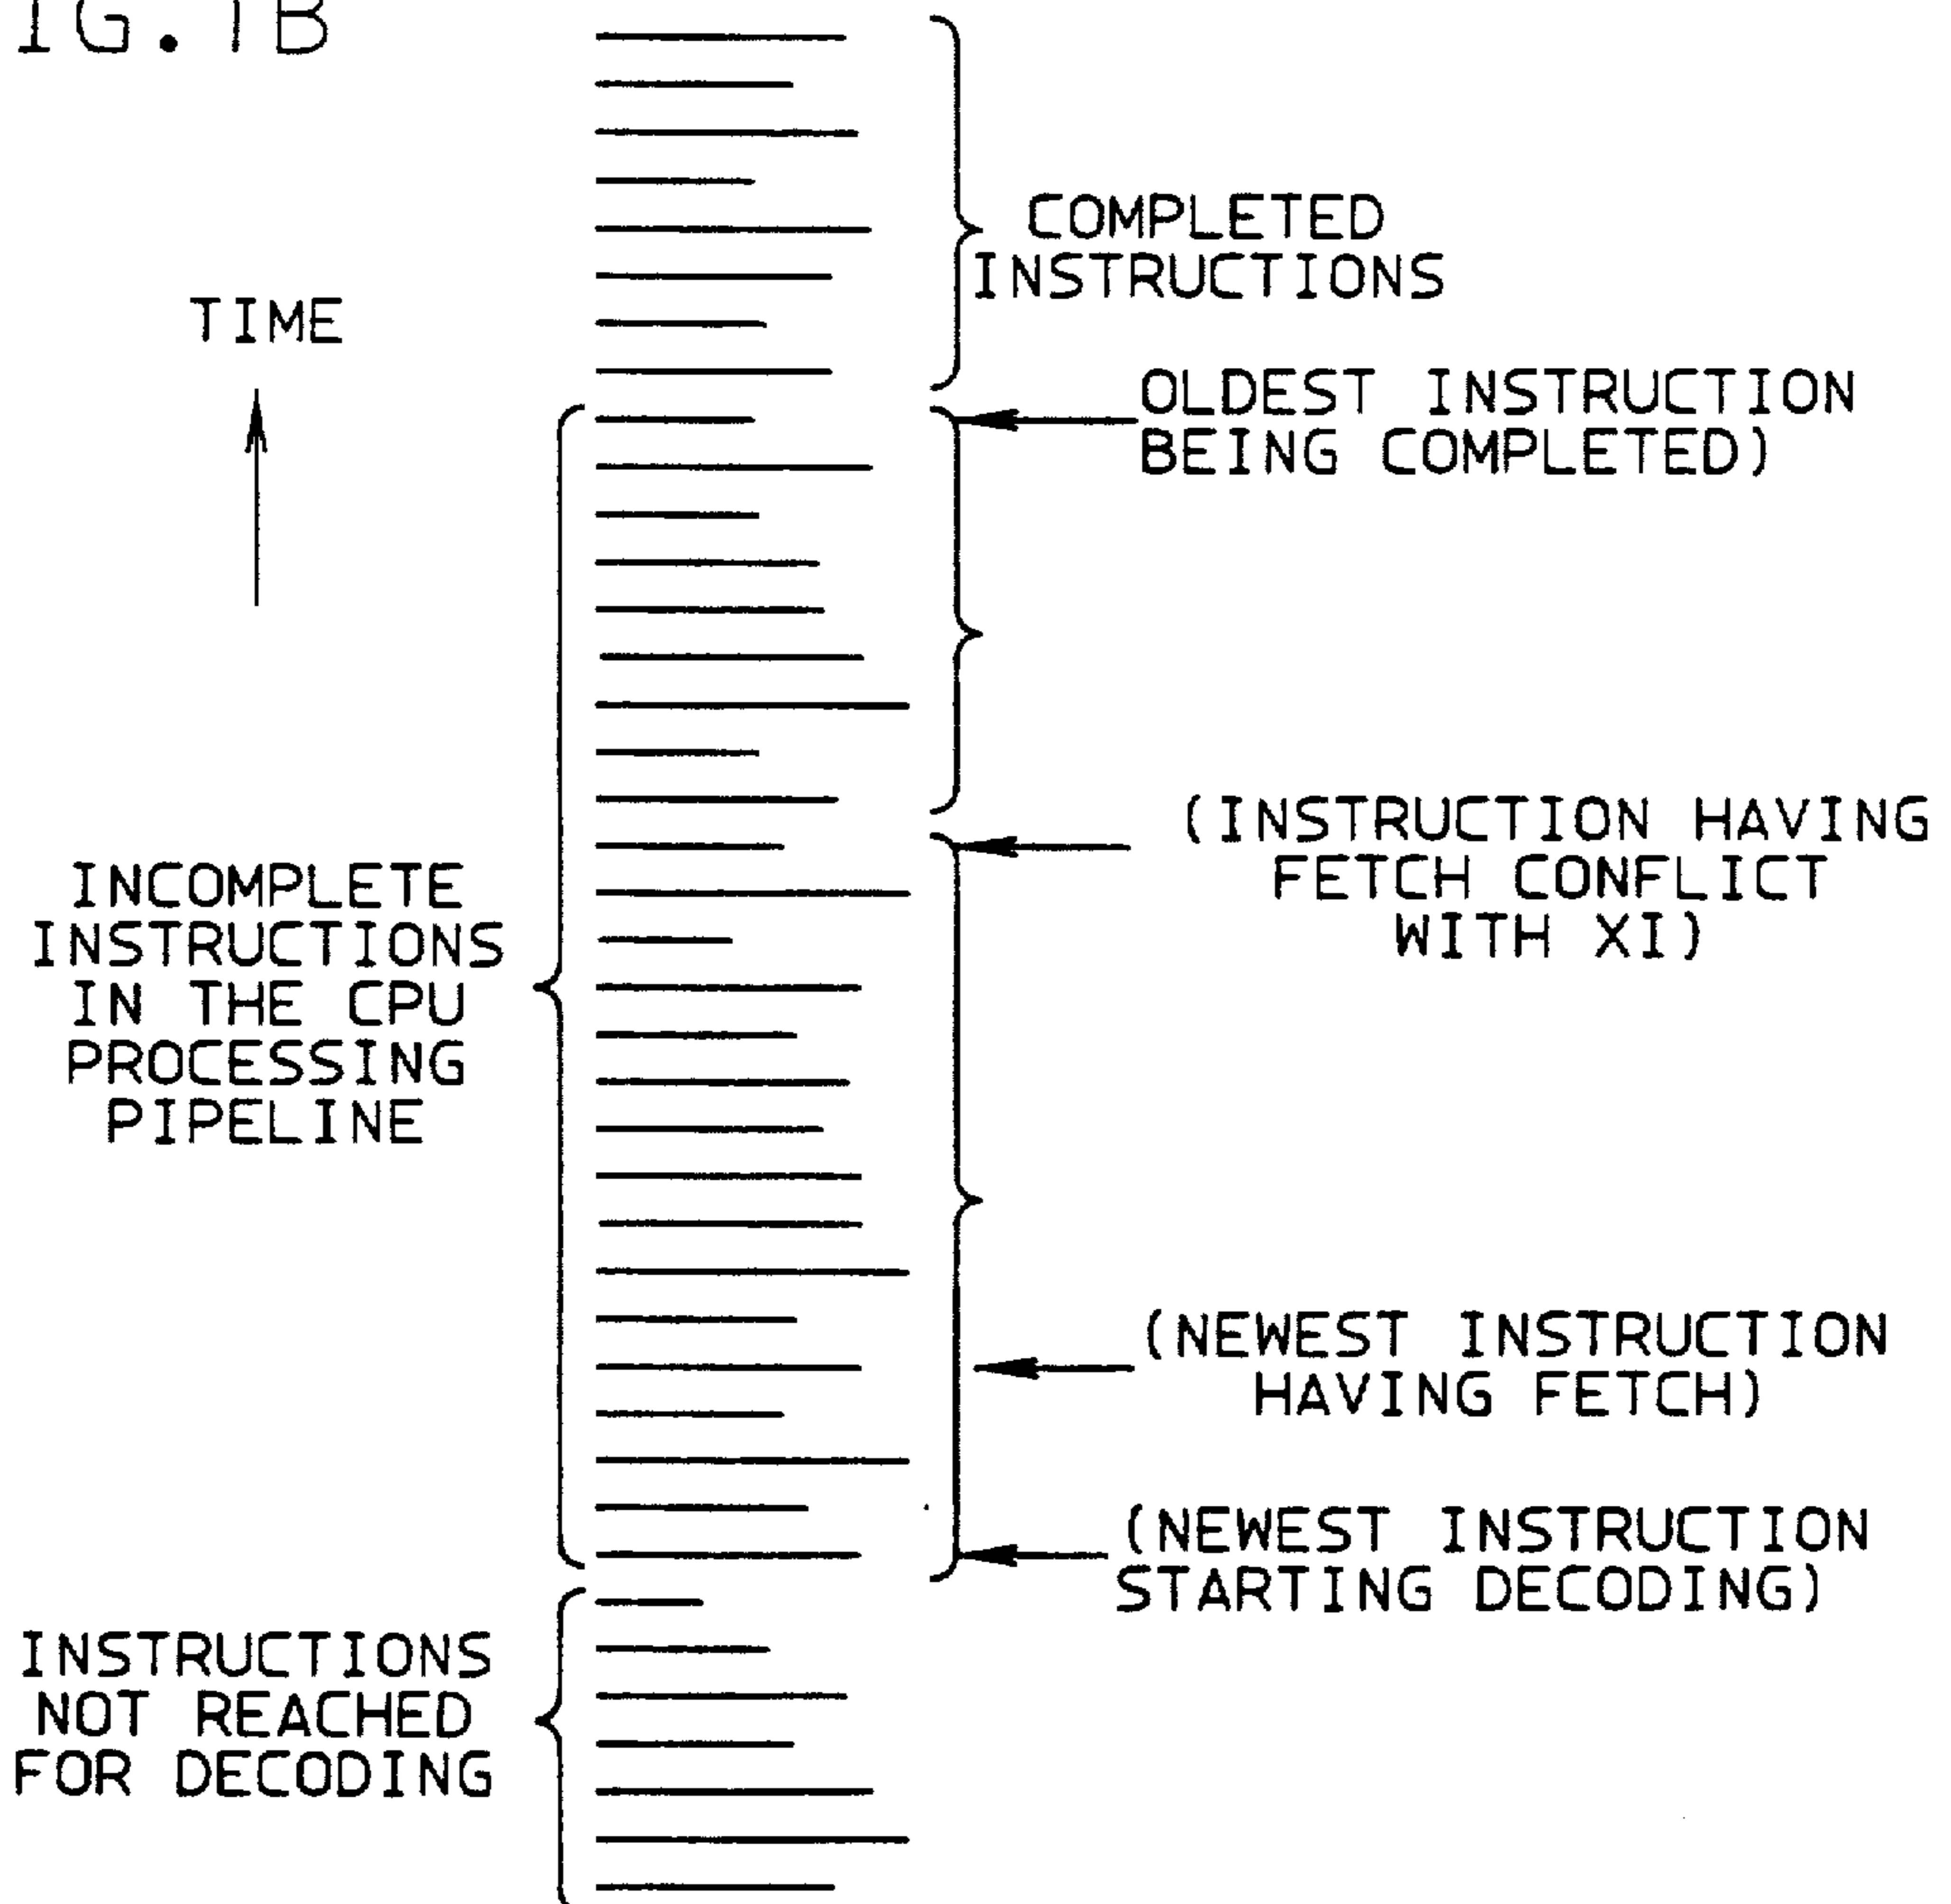 IG.1B
COMPLETED
INSTRUCTIONS
TIME
OLDEST INSTRUCTION
BEING COMPLETED)
(INSTRUCTION HAVING
FETCH CONFLICT
WITH XI)
INCOMPLETE
INSTRUCTIONS
IN THE CPU
PROCESSING
PIPELINE
(NEWEST INSTRUCTION
HAVING FETCH)
(NEWEST INSTRUCTION
STARTING DECODING)
INSTRUCTIONS
NOT REACHED
FOR DECODING